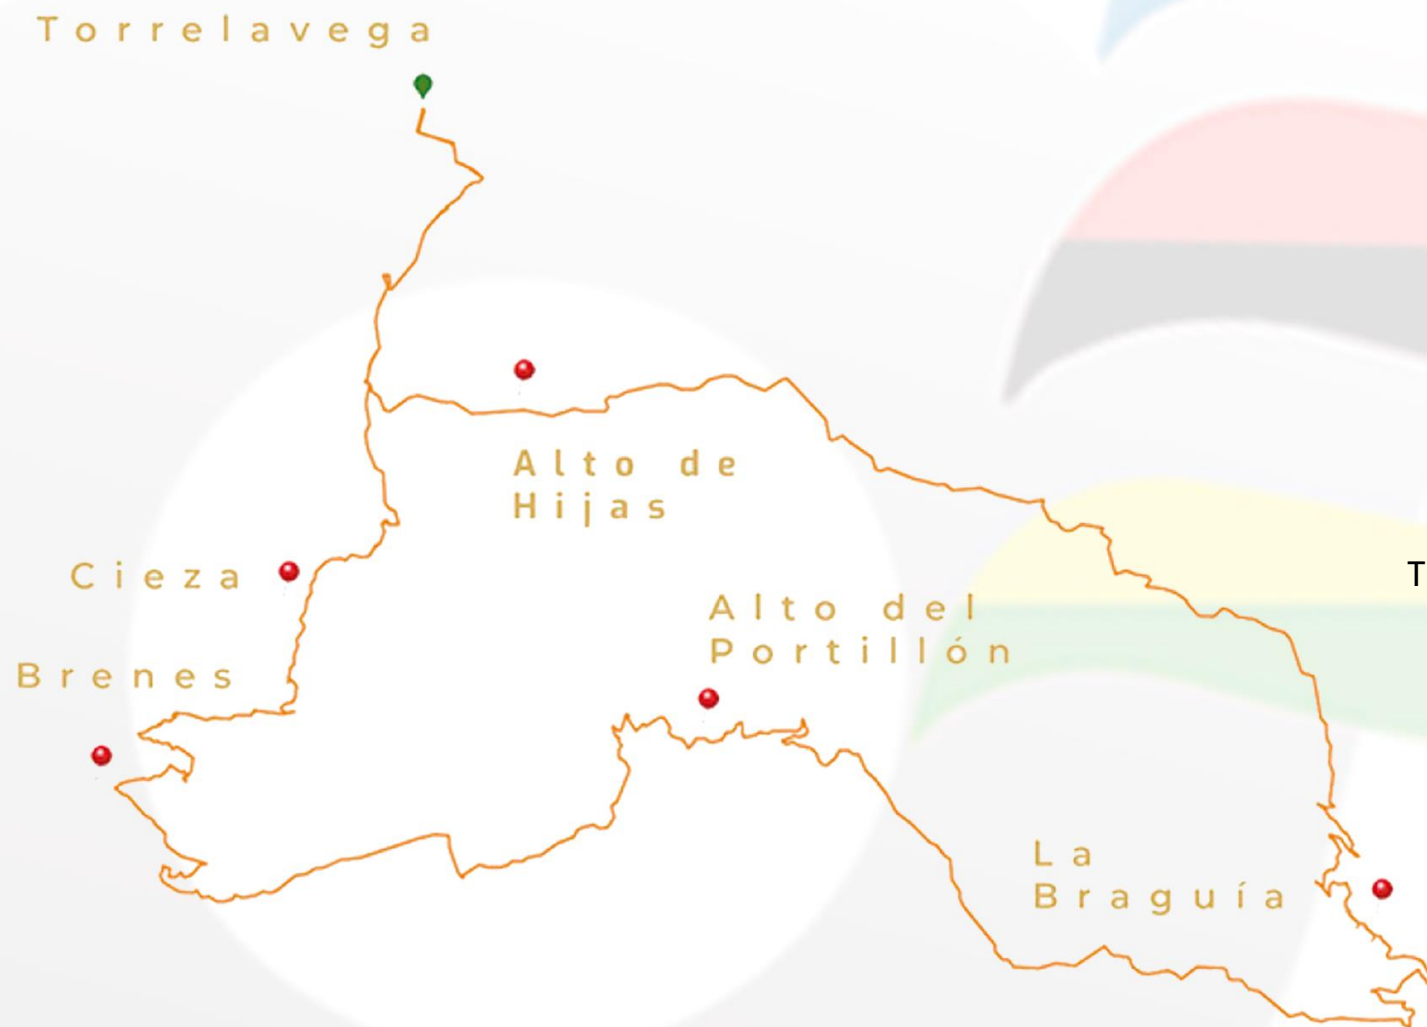 Torrelavega
Alto de
Hijas
Cieza
Alto del
Portillón
Brenes
La
Braguía
T